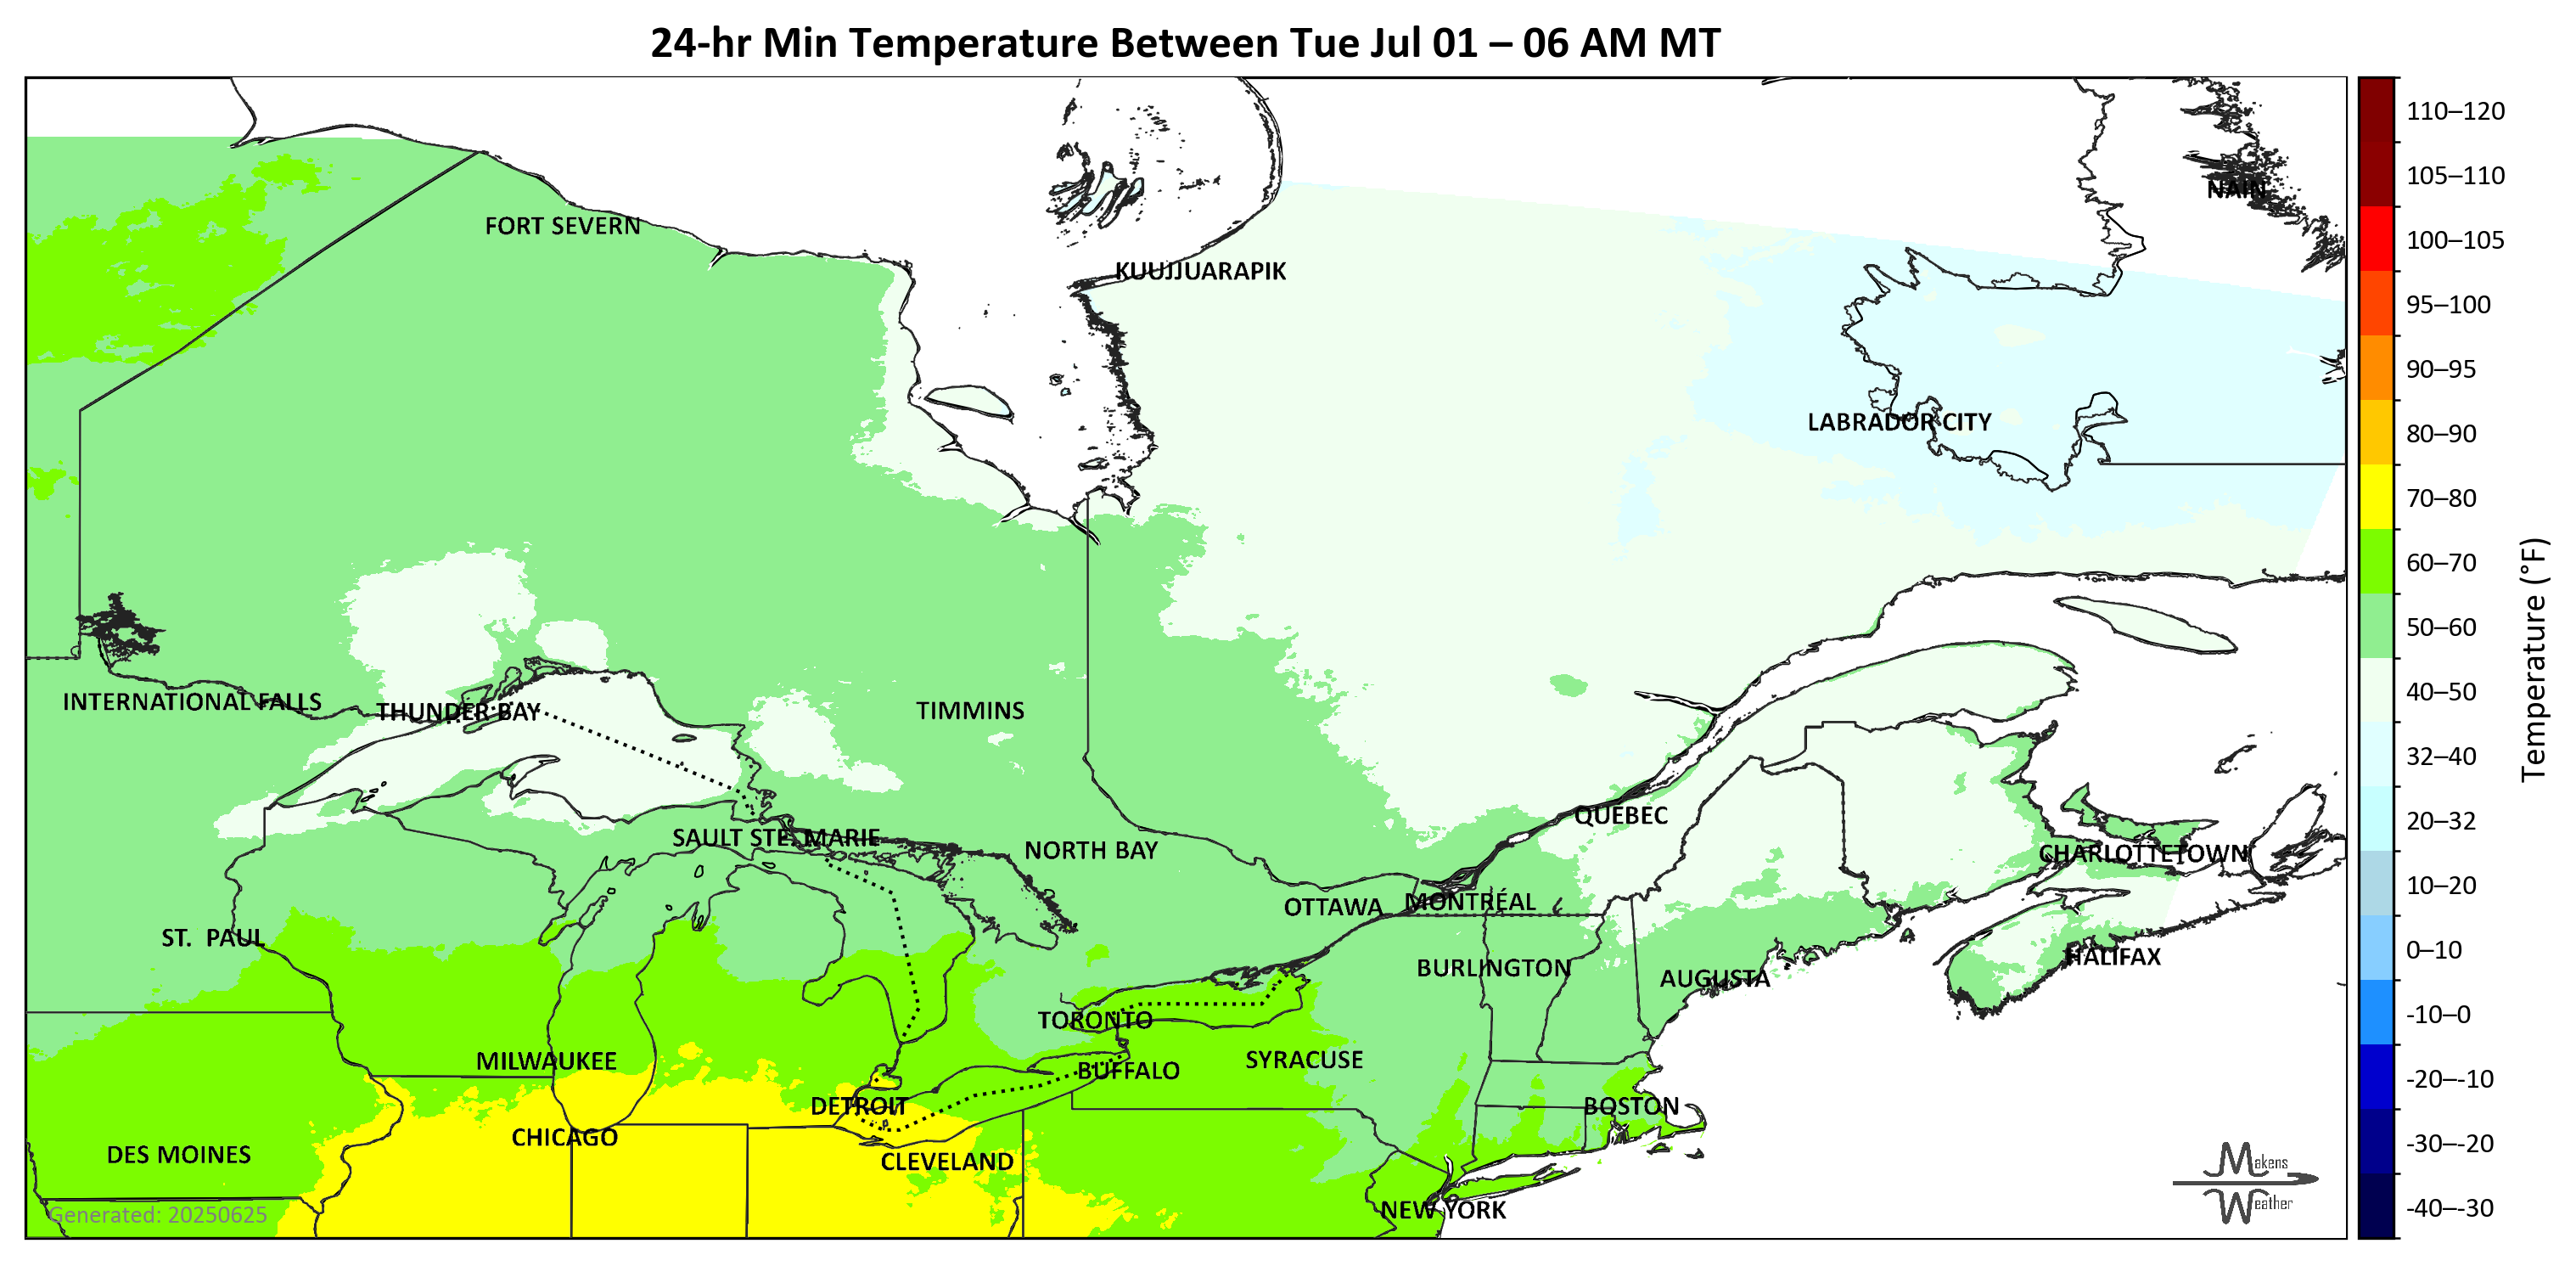 24-hr Min Temperature Between Tue Jul 01 – 06 AM MT
NAIN
FORT SEVERN
KUUJJUARAPIK
LABRADOR CITY
INTERNATIONAL FALLS
THUNDER BAY
TIMMINS
QUEBEC
SAULT STE. MARIE
NORTH BAY
CHARLOTTETOWN
OTTAWA
MONTRÉAL
ST. PAUL
HALIFAX
BURLINGTON
AUGUSTA
TORONTO
MILWAUKEE
BUFFALO
SYRACUSE
DETROIT
BOSTON
CHICAGO
DES MOINES
CLEVELAND
NEW YORK
Generated: 20250625
Makens
Weather
110–120
105–110
100–105
95–100
90–95
80–90
70–80
60–70
50–60
40–50
32–40
20–32
10–20
0–10
-10–0
-20–-10
-30–-20
-40–-30
Temperature (°F)